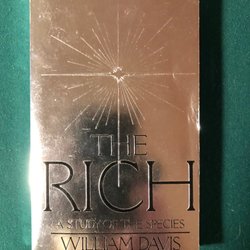 THE
RICH
A STUDY OF THE SPECIES
WILLIAM DAVIS